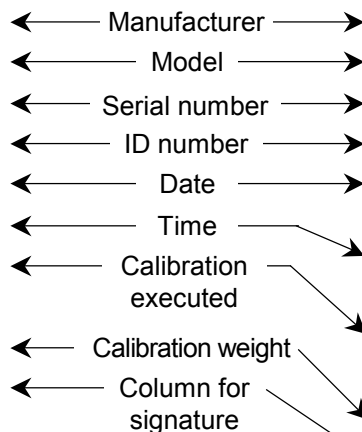 Manufacturer
Model
Serial number
ID number
Date
Time
Calibration
executed
Calibration weight
Column for
signature